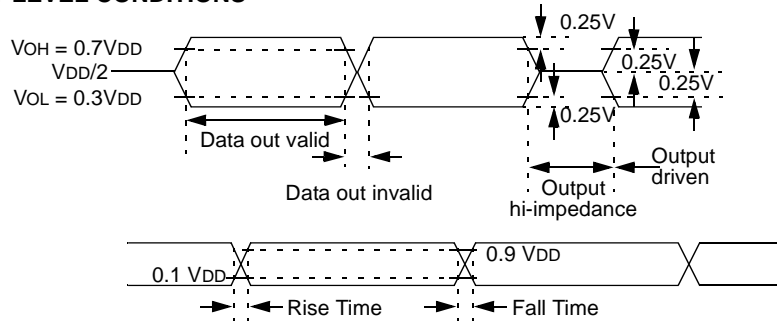 LEVEL CONDITIONS
0.25V
VOH = 0.7VDD
VDD/2
0.25V
0.25V
VOL = 0.3VDD
0.25V
Data out valid
Data out invalid
Output
hi-impedance
Output
driven
0.9 VDD
0.1 VDD
Rise Time
Fall Time